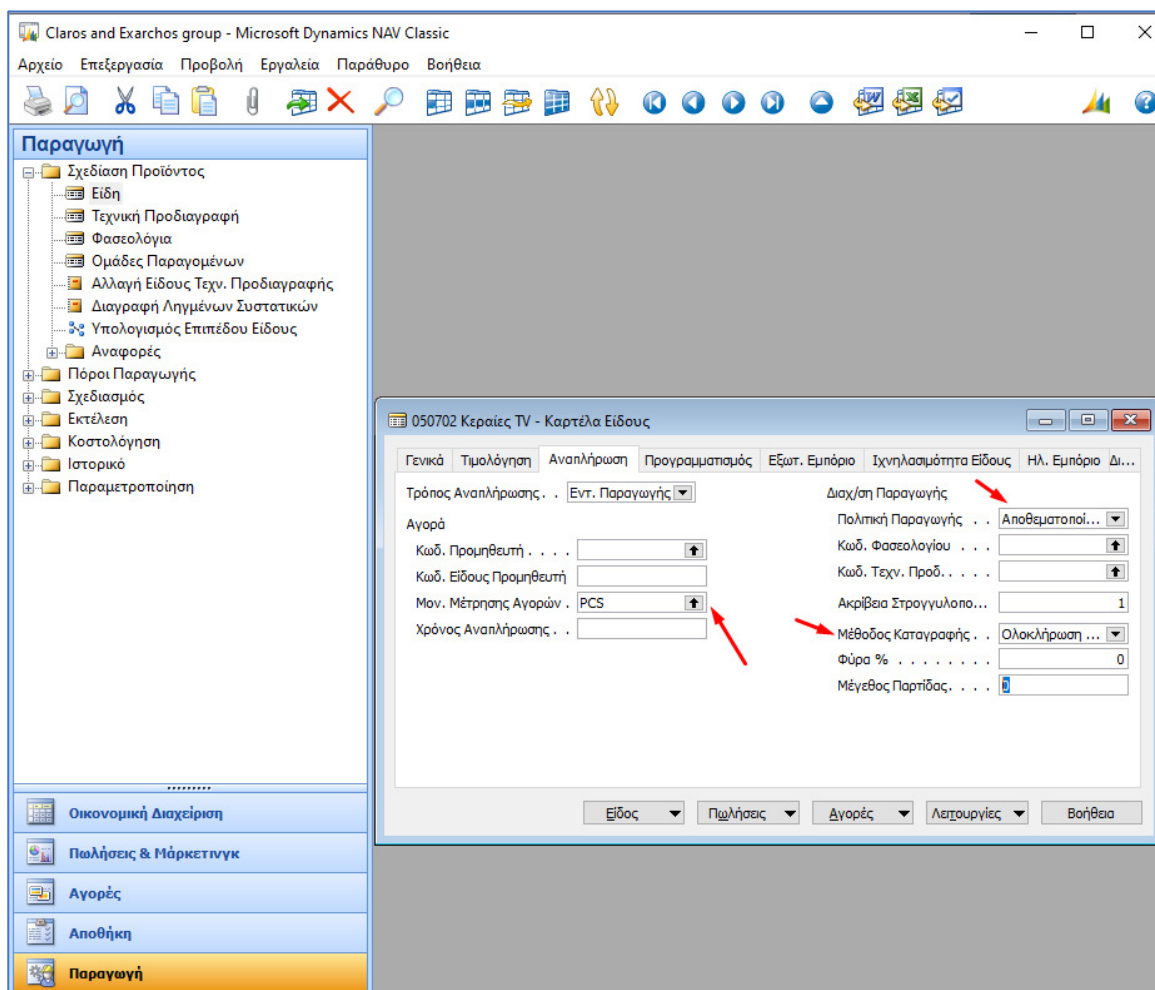 Claros and Exarchos group - Microsoft Dynamics NAV Classic
Αρχείο Επεξεργασία Προβολή Εργαλεία Παράθυρο Βοήθεια
Παραγωγή
Σχεδίαση Προϊόντος
Είδη
Τεχνική Προδιαγραφή
Φασεολόγια
Ομάδες Παραγομένων
Αλλαγή Είδους Τεχν. Προδιαγραφής
Διαγραφή Ληγμένων Συστατικών
Υπολογισμός Επιπέδου Είδους
Αναφορές
Πόροι Παραγωγής
Σχεδιασμός
Εκτέλεση
Κοστολόγηση
Ιστορικό
Παραμετροποίηση
050702 Κεραίες TV - Καρτέλα Είδους
Γενικά Τιμολόγηση Αναπλήρωση Προγραμματισμός Εξωτ. Εμπόριο Ιχνηλασιμότητα Είδους Ηλ. Εμπόριο Δι...
Τρόπος Αναπλήρωσης. . Εντ. Παραγωγής
Αγορά
Κωδ. Προμηθευτή . . . .
Κωδ. Είδους Προμηθευτή
Μον. Μέτρησης Αγορών . PCS
Χρόνος Αναπλήρωσης . .
Διαχ/ση Παραγωγής
Πολιτική Παραγωγής . . Αποθεματοποί...
Κωδ. Φασεολογίου . . .
Κωδ. Τεχν. Προδ. . . . .
Ακρίβεια Στρογγυλοπο... 1
Μέθοδος Καταγραφής . . Ολοκλήρωση ...
Φύρα % . . . . . . . . 0
Μέγεθος Παρτίδας. . . .
Είδος Πωλήσεις Αγορές Λειτουργίες Βοήθεια
Οικονομική Διαχείριση
Πωλήσεις & Μάρκετινγκ
Αγορές
Αποθήκη
Παραγωγή